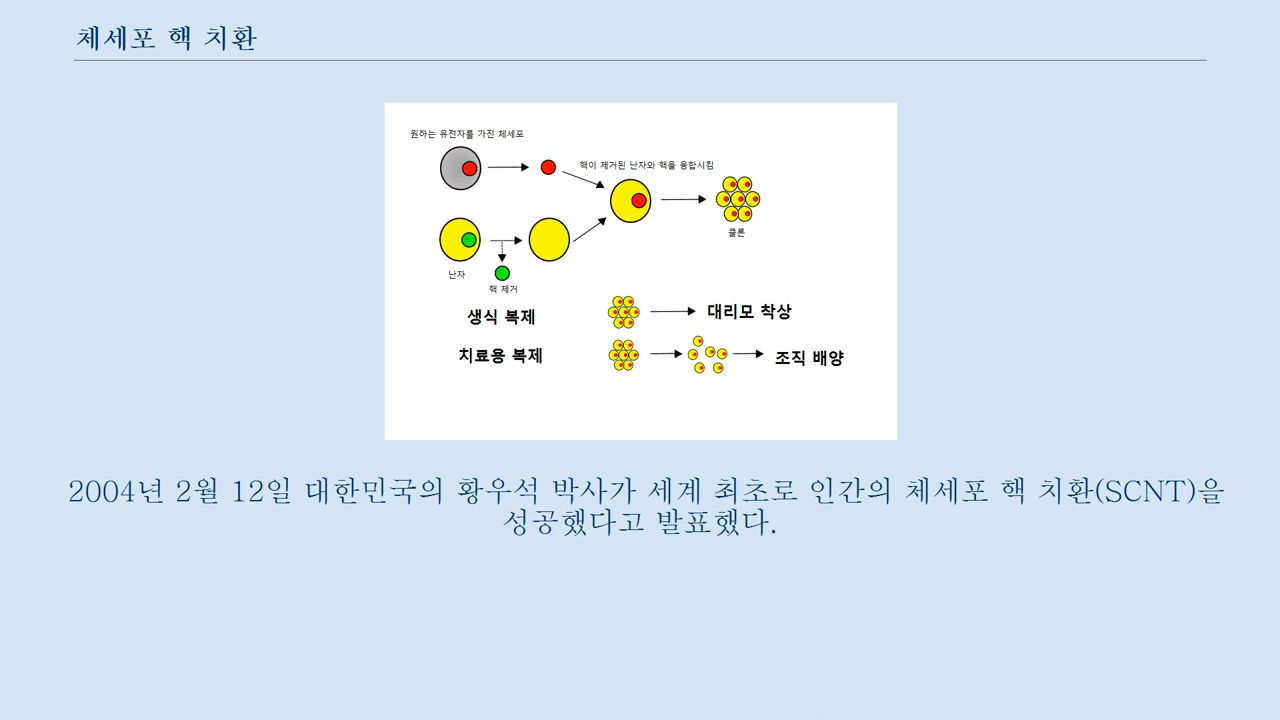 체세포 핵 치환
원하는 유전자를 가진 체세포
핵이 제거된 난자와 핵을 융합시킴
클론
난자
핵 제거
생식 복제
대리모 착상
치료용 복제
조직 배양
2004년 2월 12일 대한민국의 황우석 박사가 세계 최초로 인간의 체세포 핵 치환(SCNT)을
성공했다고 발표했다.